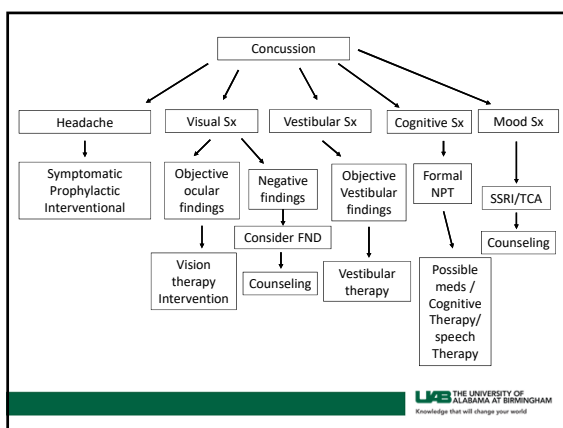 Concussion
Headache
Visual Sx
Vestibular Sx
Cognitive Sx
Mood Sx
Symptomatic
Prophylactic
Interventional
Objective
ocular
findings
Negative
findings
Objective
Vestibular
findings
Formal
NPT
SSRI/TCA
Consider FND
Counseling
Vision
therapy
Intervention
Counseling
Vestibular
therapy
Possible
meds /
Cognitive
Therapy/
speech
Therapy
UAB THE UNIVERSITY OF
ALABAMA AT BIRMINGHAM
Knowledge that will change your world